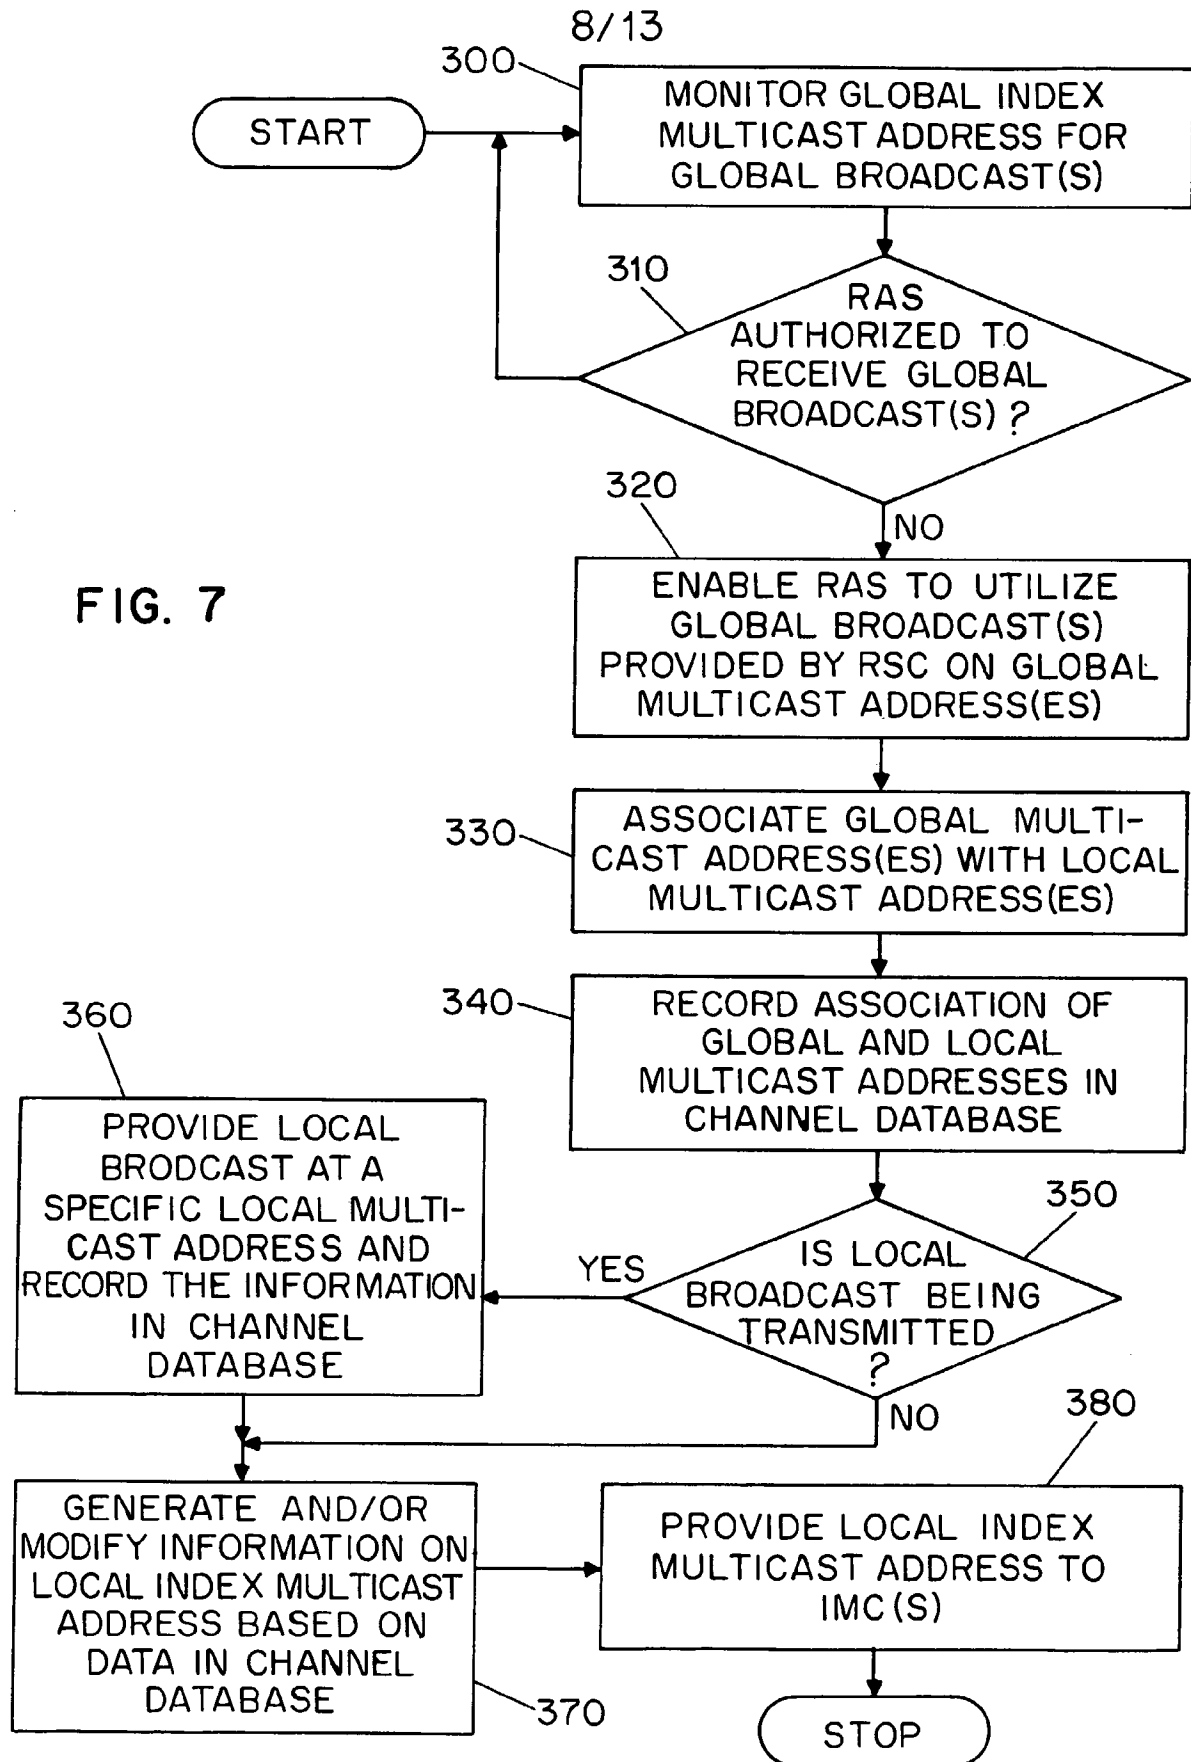 8/13
300
START
MONITOR GLOBAL INDEX
MULTICAST ADDRESS FOR
GLOBAL BROADCAST(S)
310
RAS
AUTHORIZED TO
RECEIVE GLOBAL
BROADCAST(S) ?
320
NO
FIG. 7
ENABLE RAS TO UTILIZE
GLOBAL BROADCAST(S)
PROVIDED BY RSC ON GLOBAL
MULTICAST ADDRESS(ES)
330
ASSOCIATE GLOBAL MULTI-
CAST ADDRESS(ES) WITH LOCAL
MULTICAST ADDRESS(ES)
340
RECORD ASSOCIATION OF
GLOBAL AND LOCAL
MULTICAST ADDRESSES IN
CHANNEL DATABASE
350
IS LOCAL
BROADCAST BEING
TRANSMITTED
?
YES
NO
360
PROVIDE LOCAL
BRODCAST AT A
SPECIFIC LOCAL MULTI-
CAST ADDRESS AND
RECORD THE INFORMATION
IN CHANNEL
DATABASE
GENERATE AND/OR
MODIFY INFORMATION ON
LOCAL INDEX MULTICAST
ADDRESS BASED ON
DATA IN CHANNEL
DATABASE
370
380
PROVIDE LOCAL INDEX
MULTICAST ADDRESS TO
IMC(S)
STOP